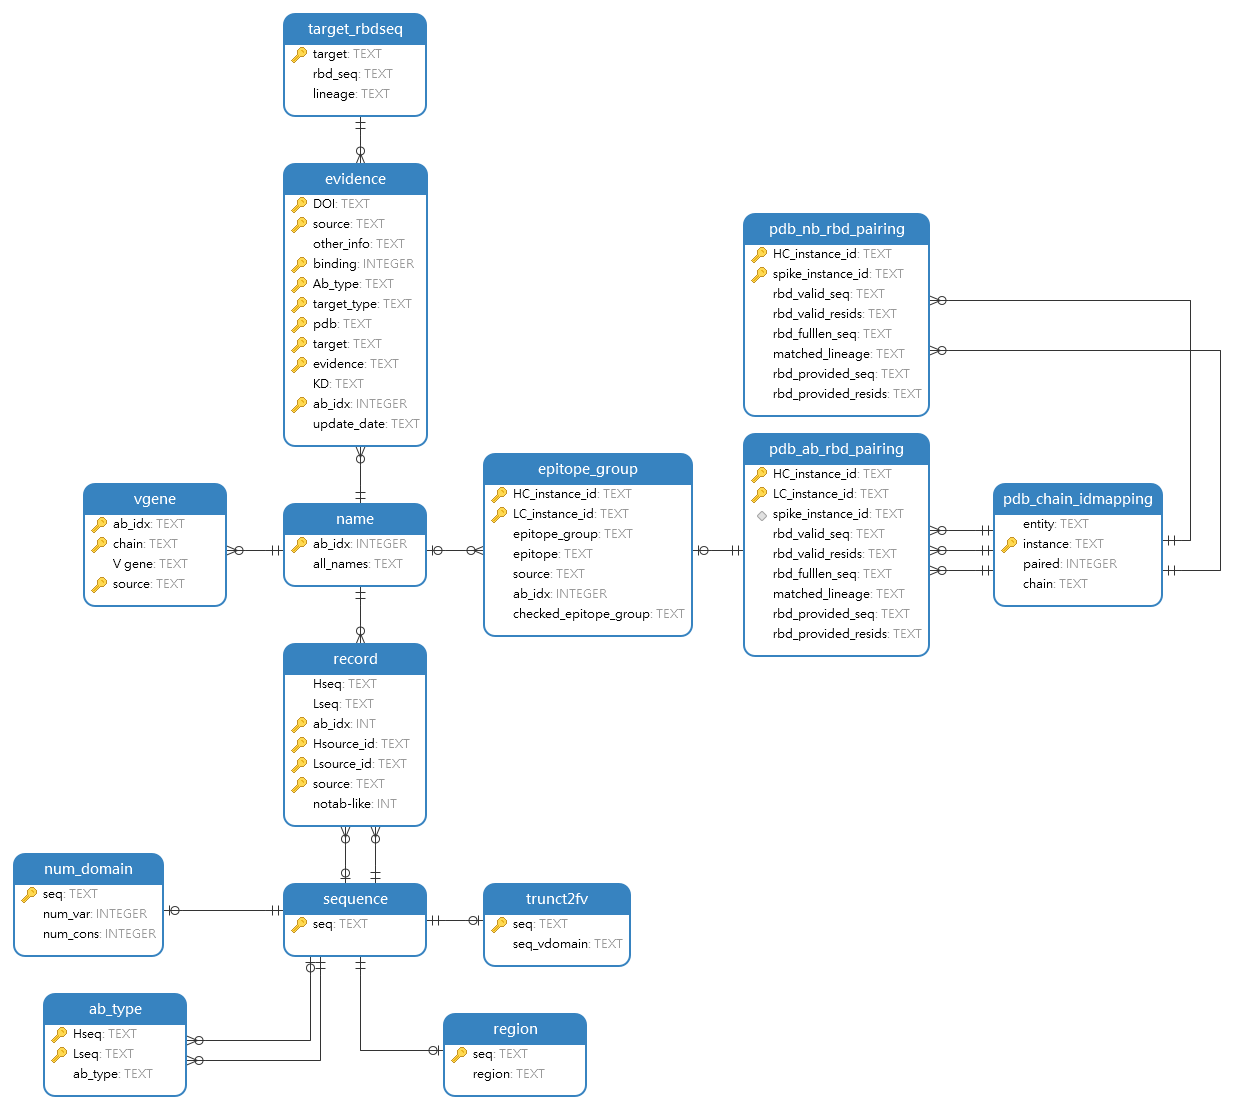 target_rbdseq
target: TEXT
rbd_seq: TEXT
lineage: TEXT
evidence
DOI: TEXT
source: TEXT
other_info: TEXT
binding: INTEGER
Ab_type: TEXT
target_type: TEXT
pdb: TEXT
target: TEXT
evidence: TEXT
KD: TEXT
ab_idx: INTEGER
update_date: TEXT
pdb_nb_rbd_pairing
HC_instance_id: TEXT
spike_instance_id: TEXT
rbd_valid_seq: TEXT
rbd_valid_resids: TEXT
rbd_fulllen_seq: TEXT
matched_lineage: TEXT
rbd_provided_seq: TEXT
rbd_provided_resids: TEXT
vgene
ab_idx: TEXT
chain: TEXT
V gene: TEXT
source: TEXT
name
ab_idx: INTEGER
all_names: TEXT
epitope_group
HC_instance_id: TEXT
LC_instance_id: TEXT
epitope_group: TEXT
epitope: TEXT
source: TEXT
ab_idx: INTEGER
checked_epitope_group: TEXT
pdb_ab_rbd_pairing
HC_instance_id: TEXT
LC_instance_id: TEXT
spike_instance_id: TEXT
rbd_valid_seq: TEXT
rbd_valid_resids: TEXT
rbd_fulllen_seq: TEXT
matched_lineage: TEXT
rbd_provided_seq: TEXT
rbd_provided_resids: TEXT
pdb_chain_idmapping
entity: TEXT
instance: TEXT
paired: INTEGER
chain: TEXT
record
Hseq: TEXT
Lseq: TEXT
ab_idx: INT
Hsource_id: TEXT
Lsource_id: TEXT
source: TEXT
notab-like: INT
num_domain
seq: TEXT
num_var: INTEGER
num_cons: INTEGER
sequence
seq: TEXT
trunct2fv
seq: TEXT
seq_vdomain: TEXT
ab_type
Hseq: TEXT
Lseq: TEXT
ab_type: TEXT
region
seq: TEXT
region: TEXT